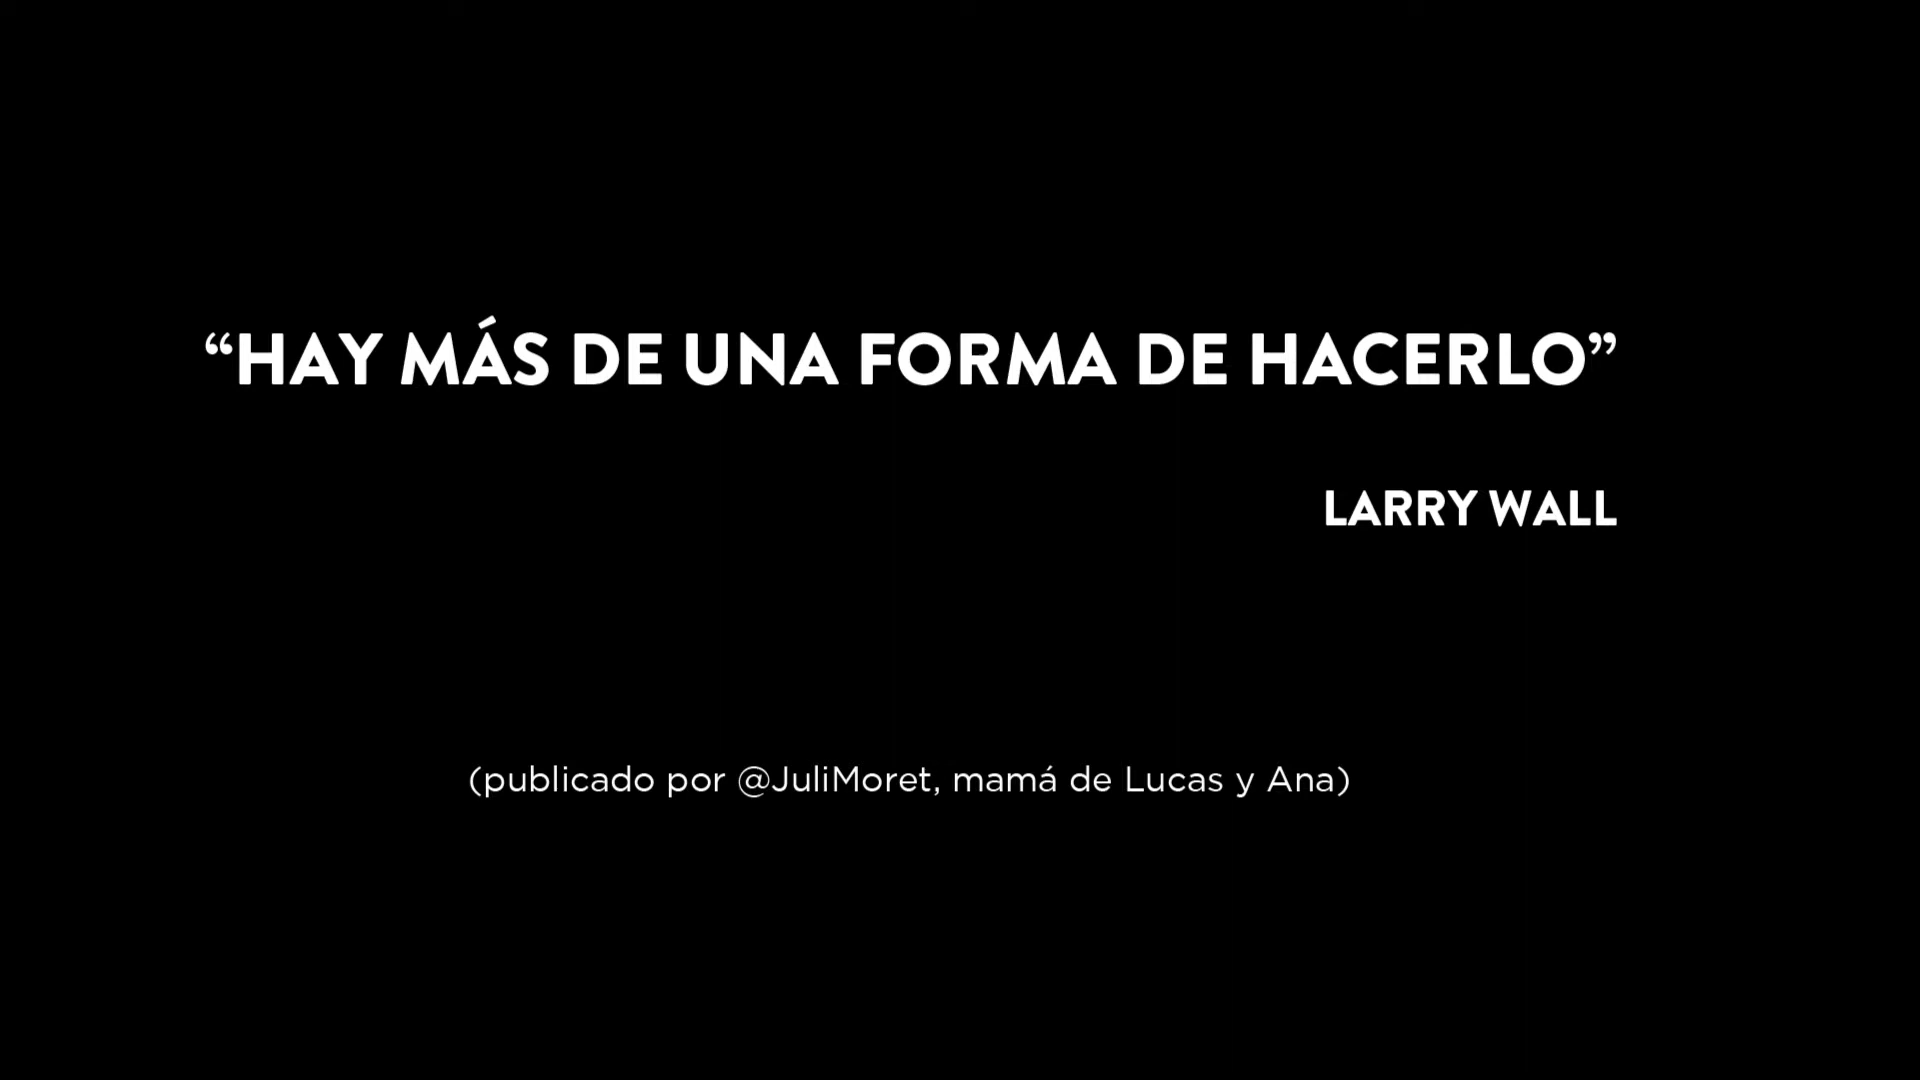 “HAY MÁS DE UNA FORMA DE HACERLO”
LARRY WALL
(publicado por @JuliMoret, mamá de Lucas y Ana)